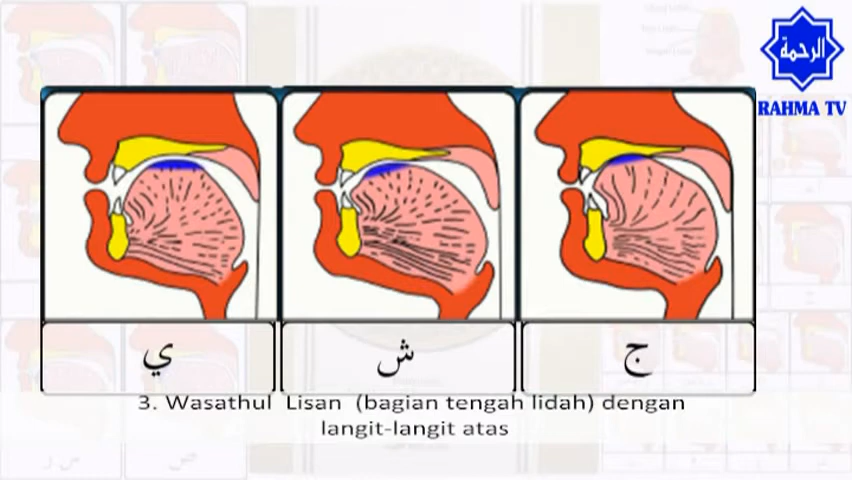 الرحمة
RAHMA TV
ي ش ج
3. Wasathul Lisan (bagian tengah lidah) dengan
langit-langit atas